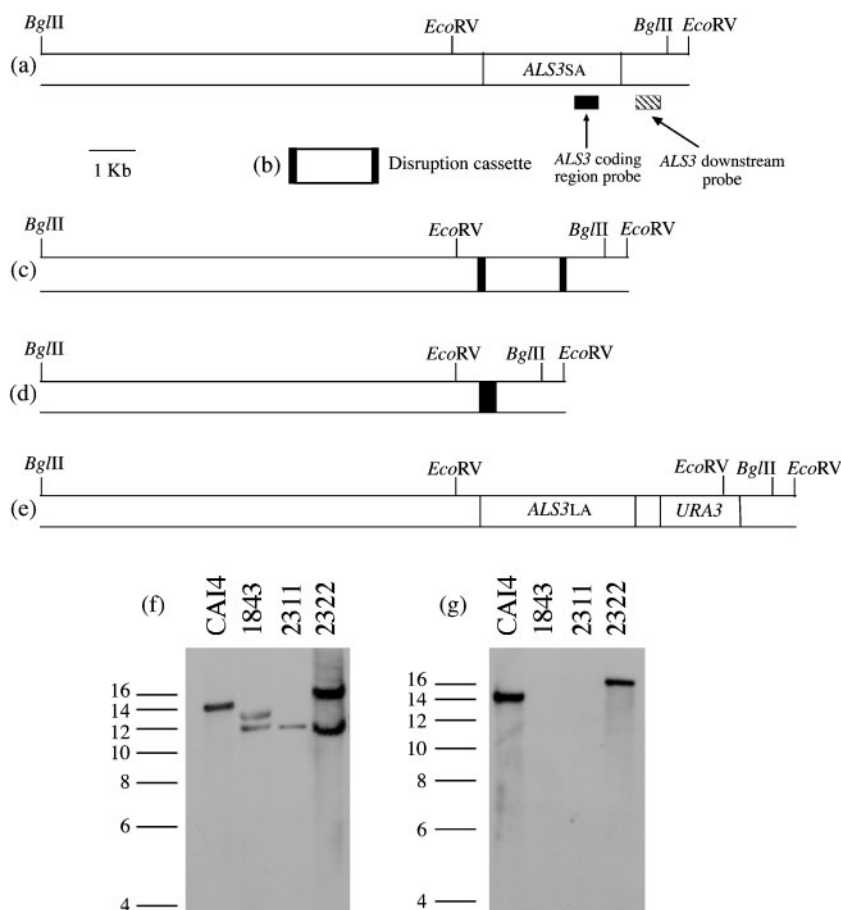 BglII EcoRV BglII EcoRV
(a) ALS3SA
1 Kb
(b) Disruption cassette
ALS3 coding region probe
ALS3 downstream probe
BglII EcoRV BglII EcoRV
(c)
BglII EcoRV BglII EcoRV
(d)
BglII EcoRV EcoRV BglII EcoRV
(e) ALS3LA URA3
(f) CAI4 1843 2311 2322
16
14
12
10
8
6
4
(g) CAI4 1843 2311 2322
16
14
12
10
8
6
4